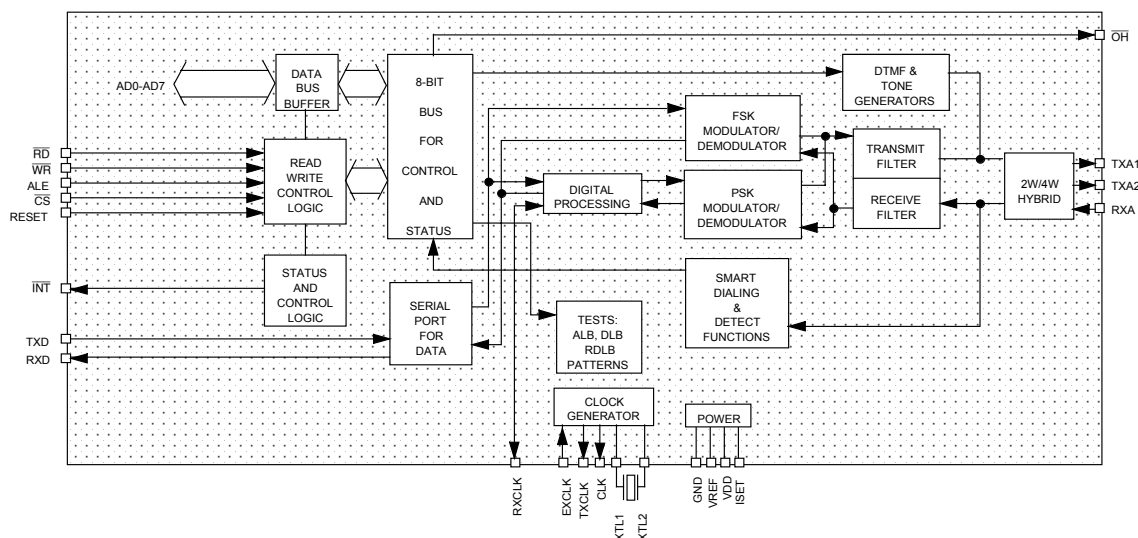 OH
DATA
BUS
BUFFER
AD0-AD7
8-BIT
BUS
FOR
CONTROL
AND
STATUS
DTMF &
TONE
GENERATORS
FSK
MODULATOR/
DEMODULATOR
RD
WR
ALE
CS
RESET
READ
WRITE
CONTROL
LOGIC
TRANSMIT
FILTER
RECEIVE
FILTER
2W/4W
HYBRID
TXA1
TXA2
RXA
DIGITAL
PROCESSING
PSK
MODULATOR/
DEMODULATOR
INT
STATUS
AND
CONTROL
LOGIC
SMART
DIALING
&
DETECT
FUNCTIONS
TXD
RXD
SERIAL
PORT
FOR
DATA
TESTS:
ALB, DLB
RDLB
PATTERNS
CLOCK
GENERATOR
POWER
RXCLK
EXCLK
TXCLK
CLK
XTL1
XTL2
GND
VREF
VDD
ISET